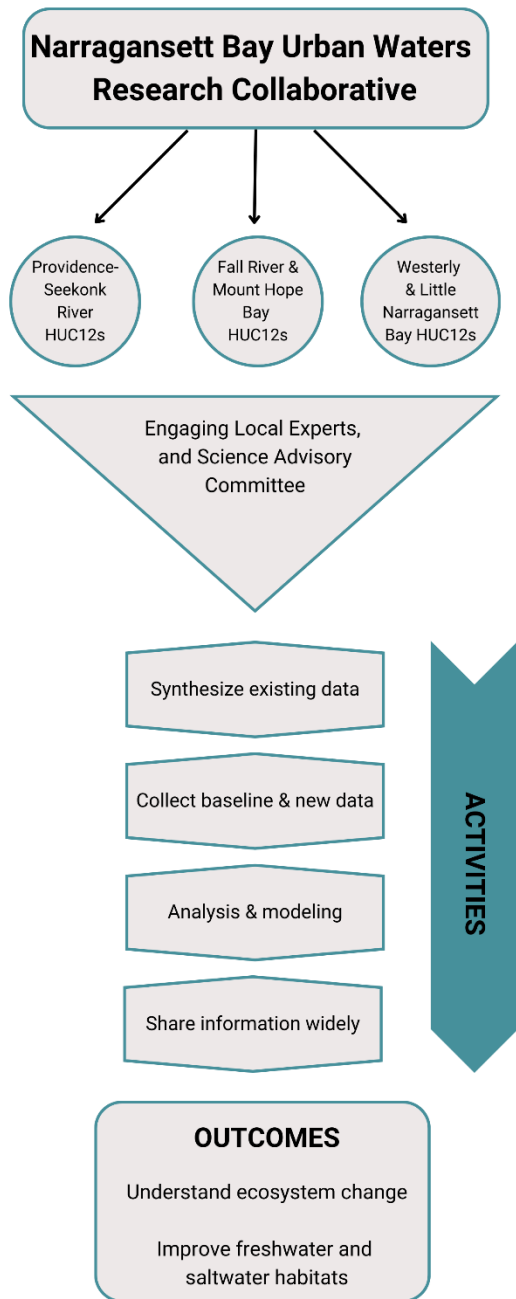 Narragansett Bay Urban Waters
Research Collaborative
Providence-
Seekonk
River
HUC12s
Fall River &
Mount Hope
Bay
HUC12s
Westerly
& Little
Narragansett
Bay HUC12s
Engaging Local Experts,
and Science Advisory
Committee
Synthesize existing data
Collect baseline & new data
Analysis & modeling
Share information widely
ACTIVITIES
OUTCOMES
Understand ecosystem change
Improve freshwater and
saltwater habitats